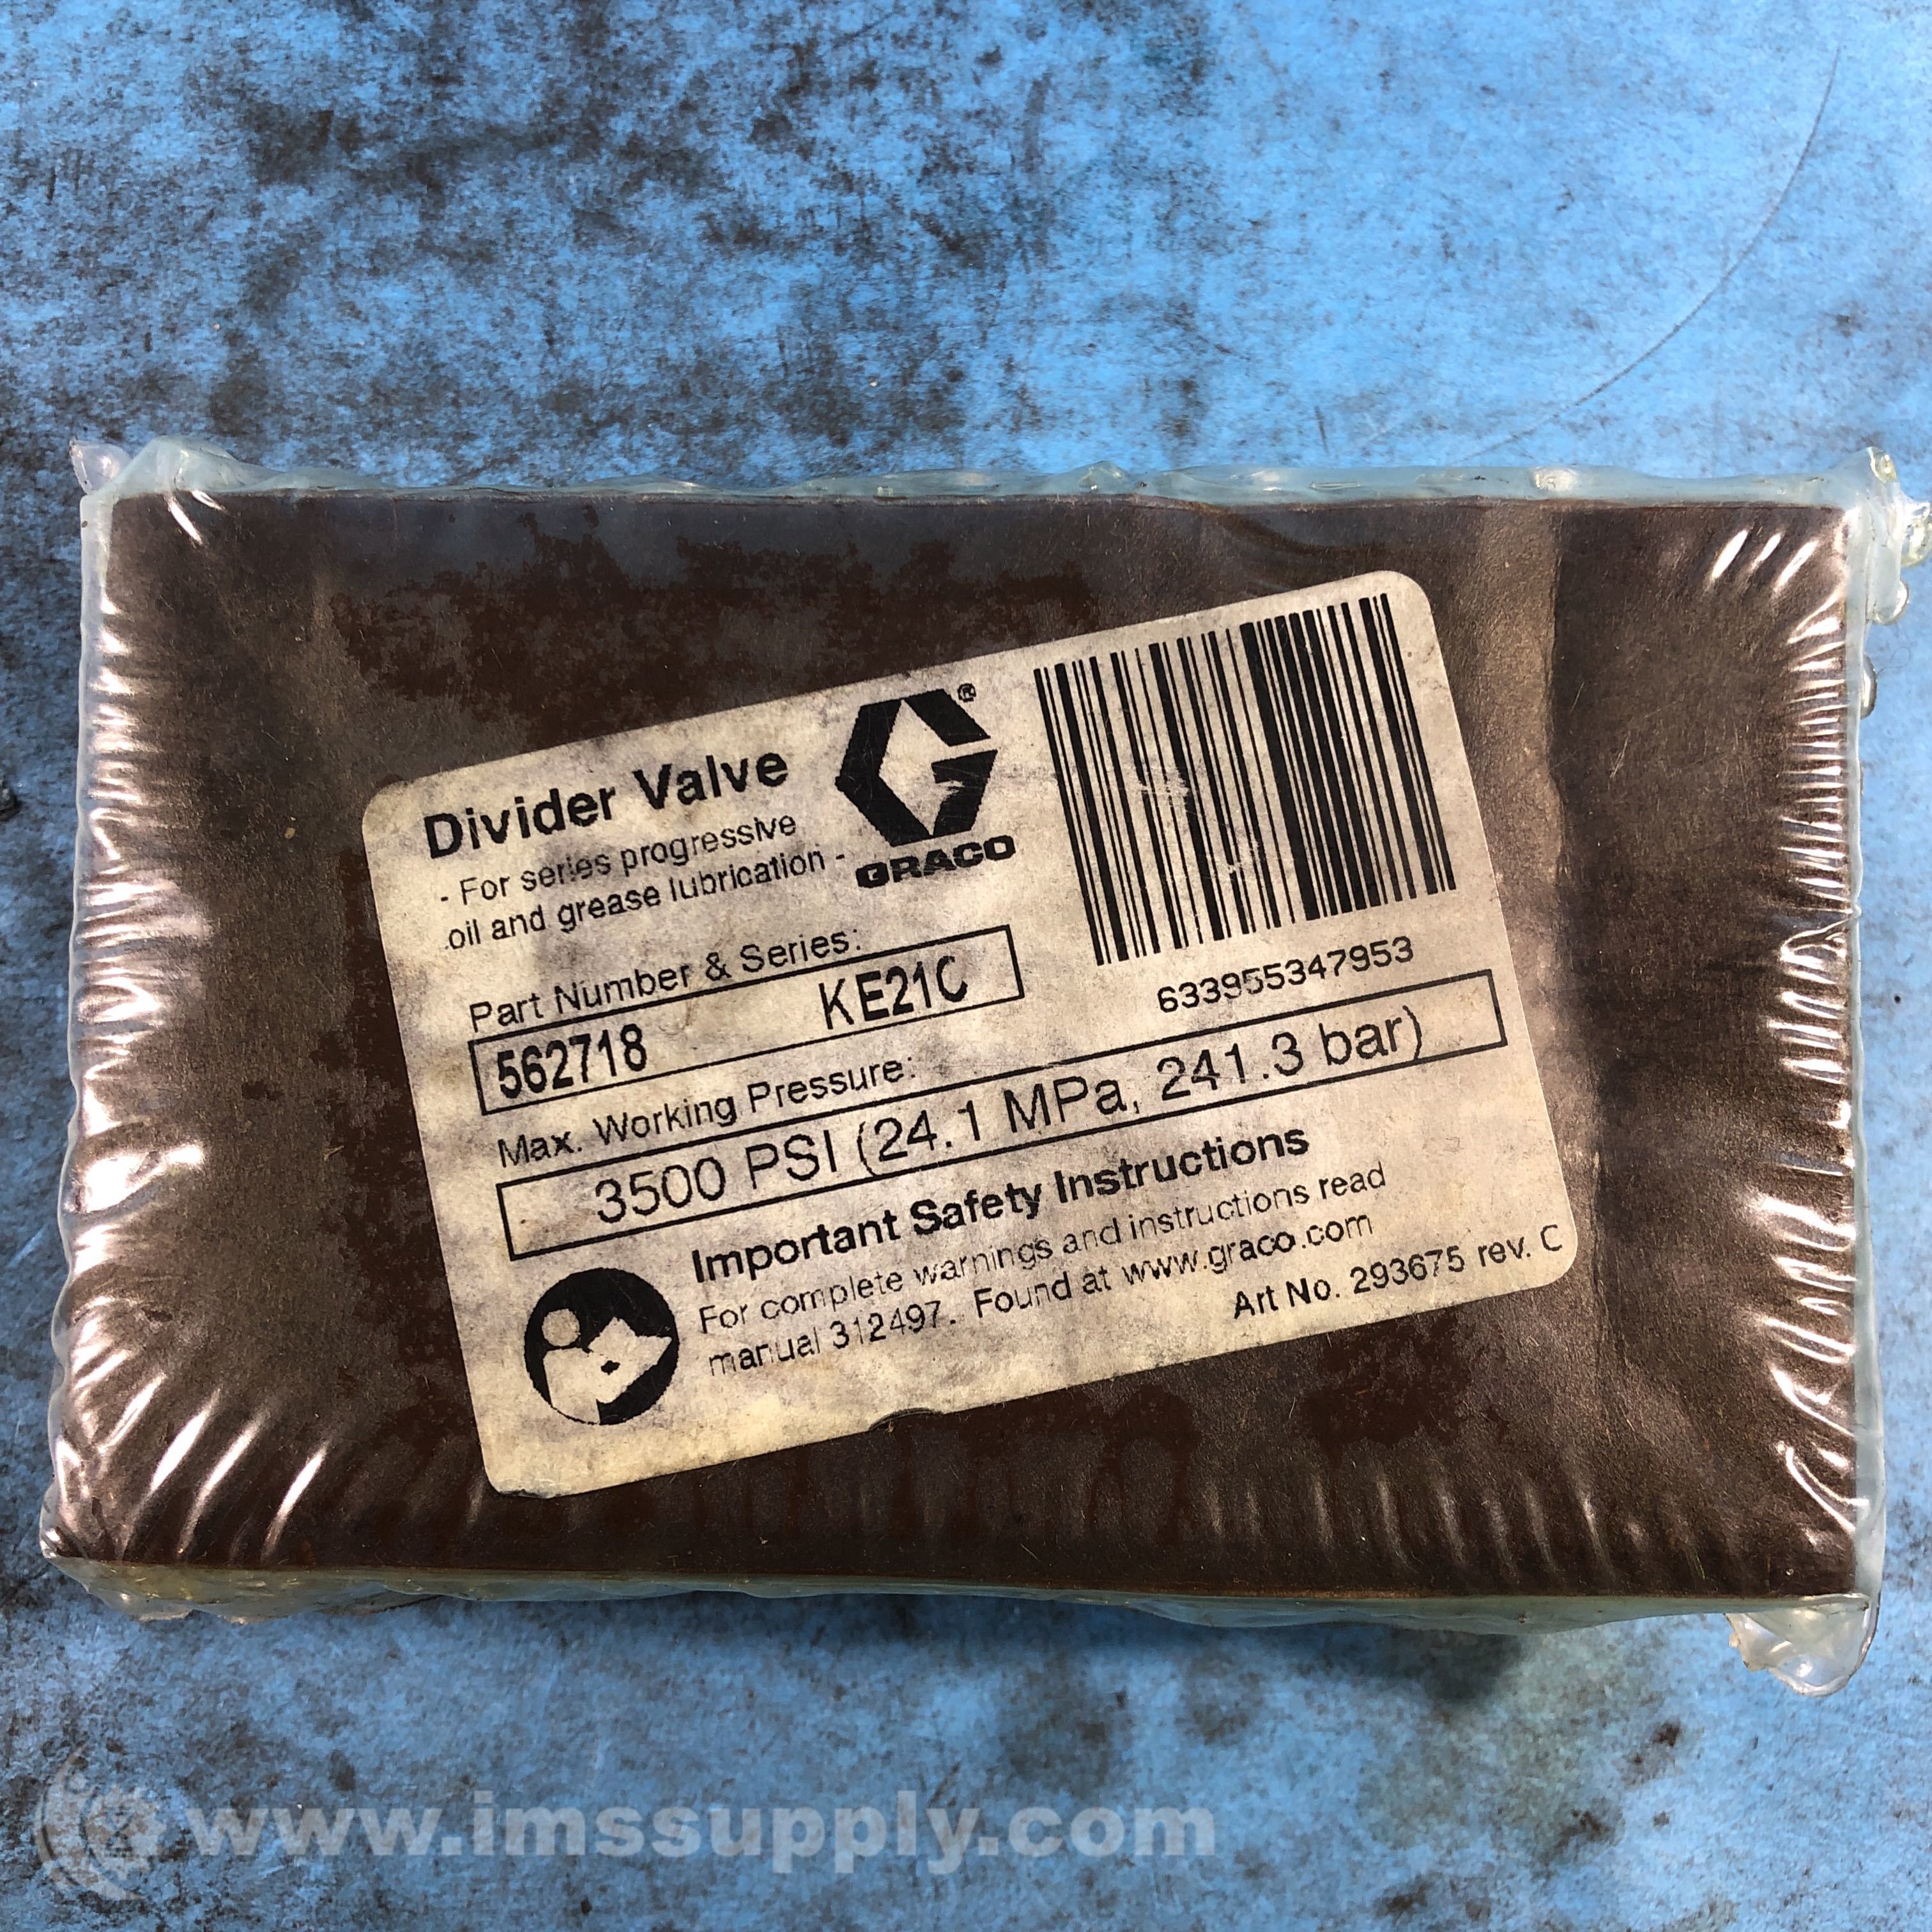 Divider Valve
- For series progressive
oil and grease lubrication -
®
GRACO
Part Number & Series:
562718 KE21C
633955347953
Max. Working Pressure:
3500 PSI (24.1 MPa, 241.3 bar)
Important Safety Instructions
For complete warnings and instructions read
manual 312497. Found at www.graco.com
Art No. 293675 rev. C
www.imssupply.com